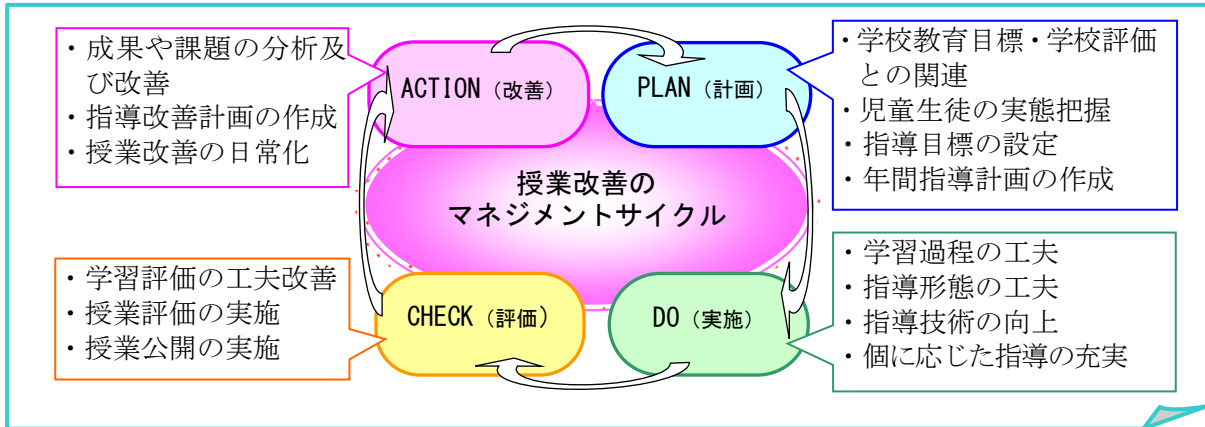 ・成果や課題の分析及
び改善
・指導改善計画の作成
・授業改善の日常化
ACTION（改善）
PLAN（計画）
・学校教育目標・学校評価
との関連
・児童生徒の実態把握
・指導目標の設定
・年間指導計画の作成
授業改善の
マネジメントサイクル
・学習評価の工夫改善
・授業評価の実施
・授業公開の実施
CHECK（評価）
DO（実施）
・学習過程の工夫
・指導形態の工夫
・指導技術の向上
・個に応じた指導の充実